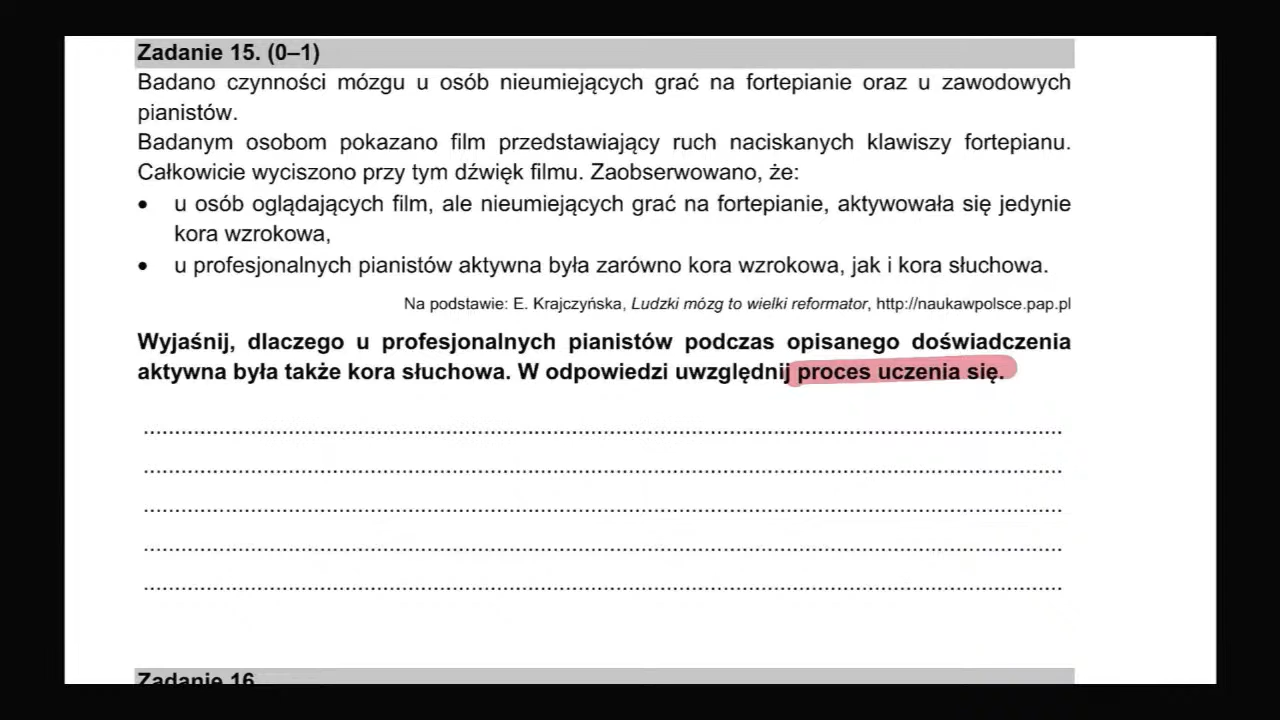 Zadanie 15. (0–1)
Badano czynności mózgu u osób nieumiejących grać na fortepianie oraz u zawodowych
pianistów.
Badanym osobom pokazano film przedstawiający ruch naciskanych klawiszy fortepianu.
Całkowicie wyciszono przy tym dźwięk filmu. Zaobserwowano, że:
• u osób oglądających film, ale nieumiejących grać na fortepianie, aktywowała się jedynie
kora wzrokowa,
• u profesjonalnych pianistów aktywna była zarówno kora wzrokowa, jak i kora słuchowa.
Na podstawie: E. Krajczyńska, Ludzki mózg to wielki reformator, http://naukawpolsce.pap.pl
Wyjaśnij, dlaczego u profesjonalnych pianistów podczas opisanego doświadczenia
aktywna była także kora słuchowa. W odpowiedzi uwzględnij proces uczenia się.
Zadanie 16.